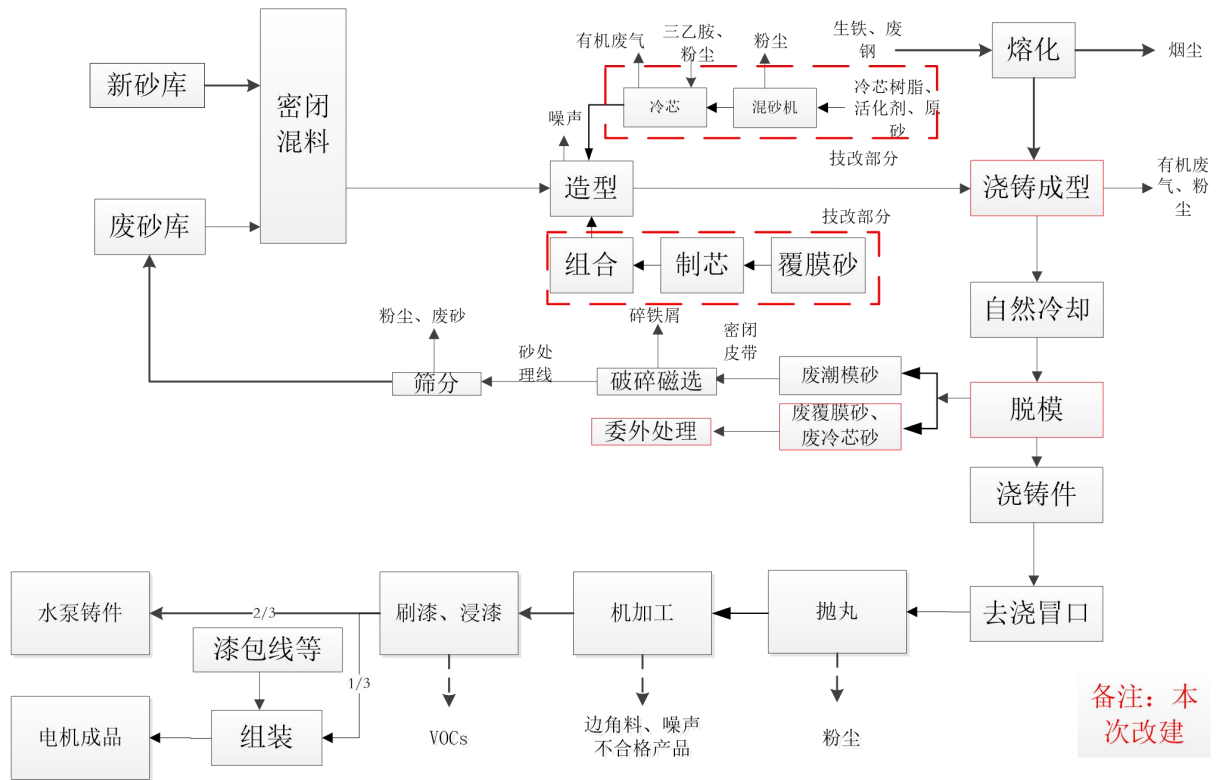 三乙胺、
粉尘
有机废气
粉尘
生铁、废
钢
熔化
烟尘
新砂库
密闭
混料
冷芯
混砂机
冷芯树脂、
活化剂、原
砂
噪声
技改部分
造型
浇铸成型
有机废
气、粉
尘
废砂库
技改部分
组合
制芯
覆膜砂
自然冷却
粉尘、废砂
碎铁屑
密闭
皮带
砂处
理线
筛分
破碎磁选
废潮模砂
脱模
委外处理
废覆膜砂、
废冷芯砂
浇铸件
水泵铸件
2/3
刷漆、浸漆
机加工
抛丸
去浇冒口
漆包线等
1/3
电机成品
组装
VOCs
边角料、噪声
不合格产品
粉尘
备注：本
次改建